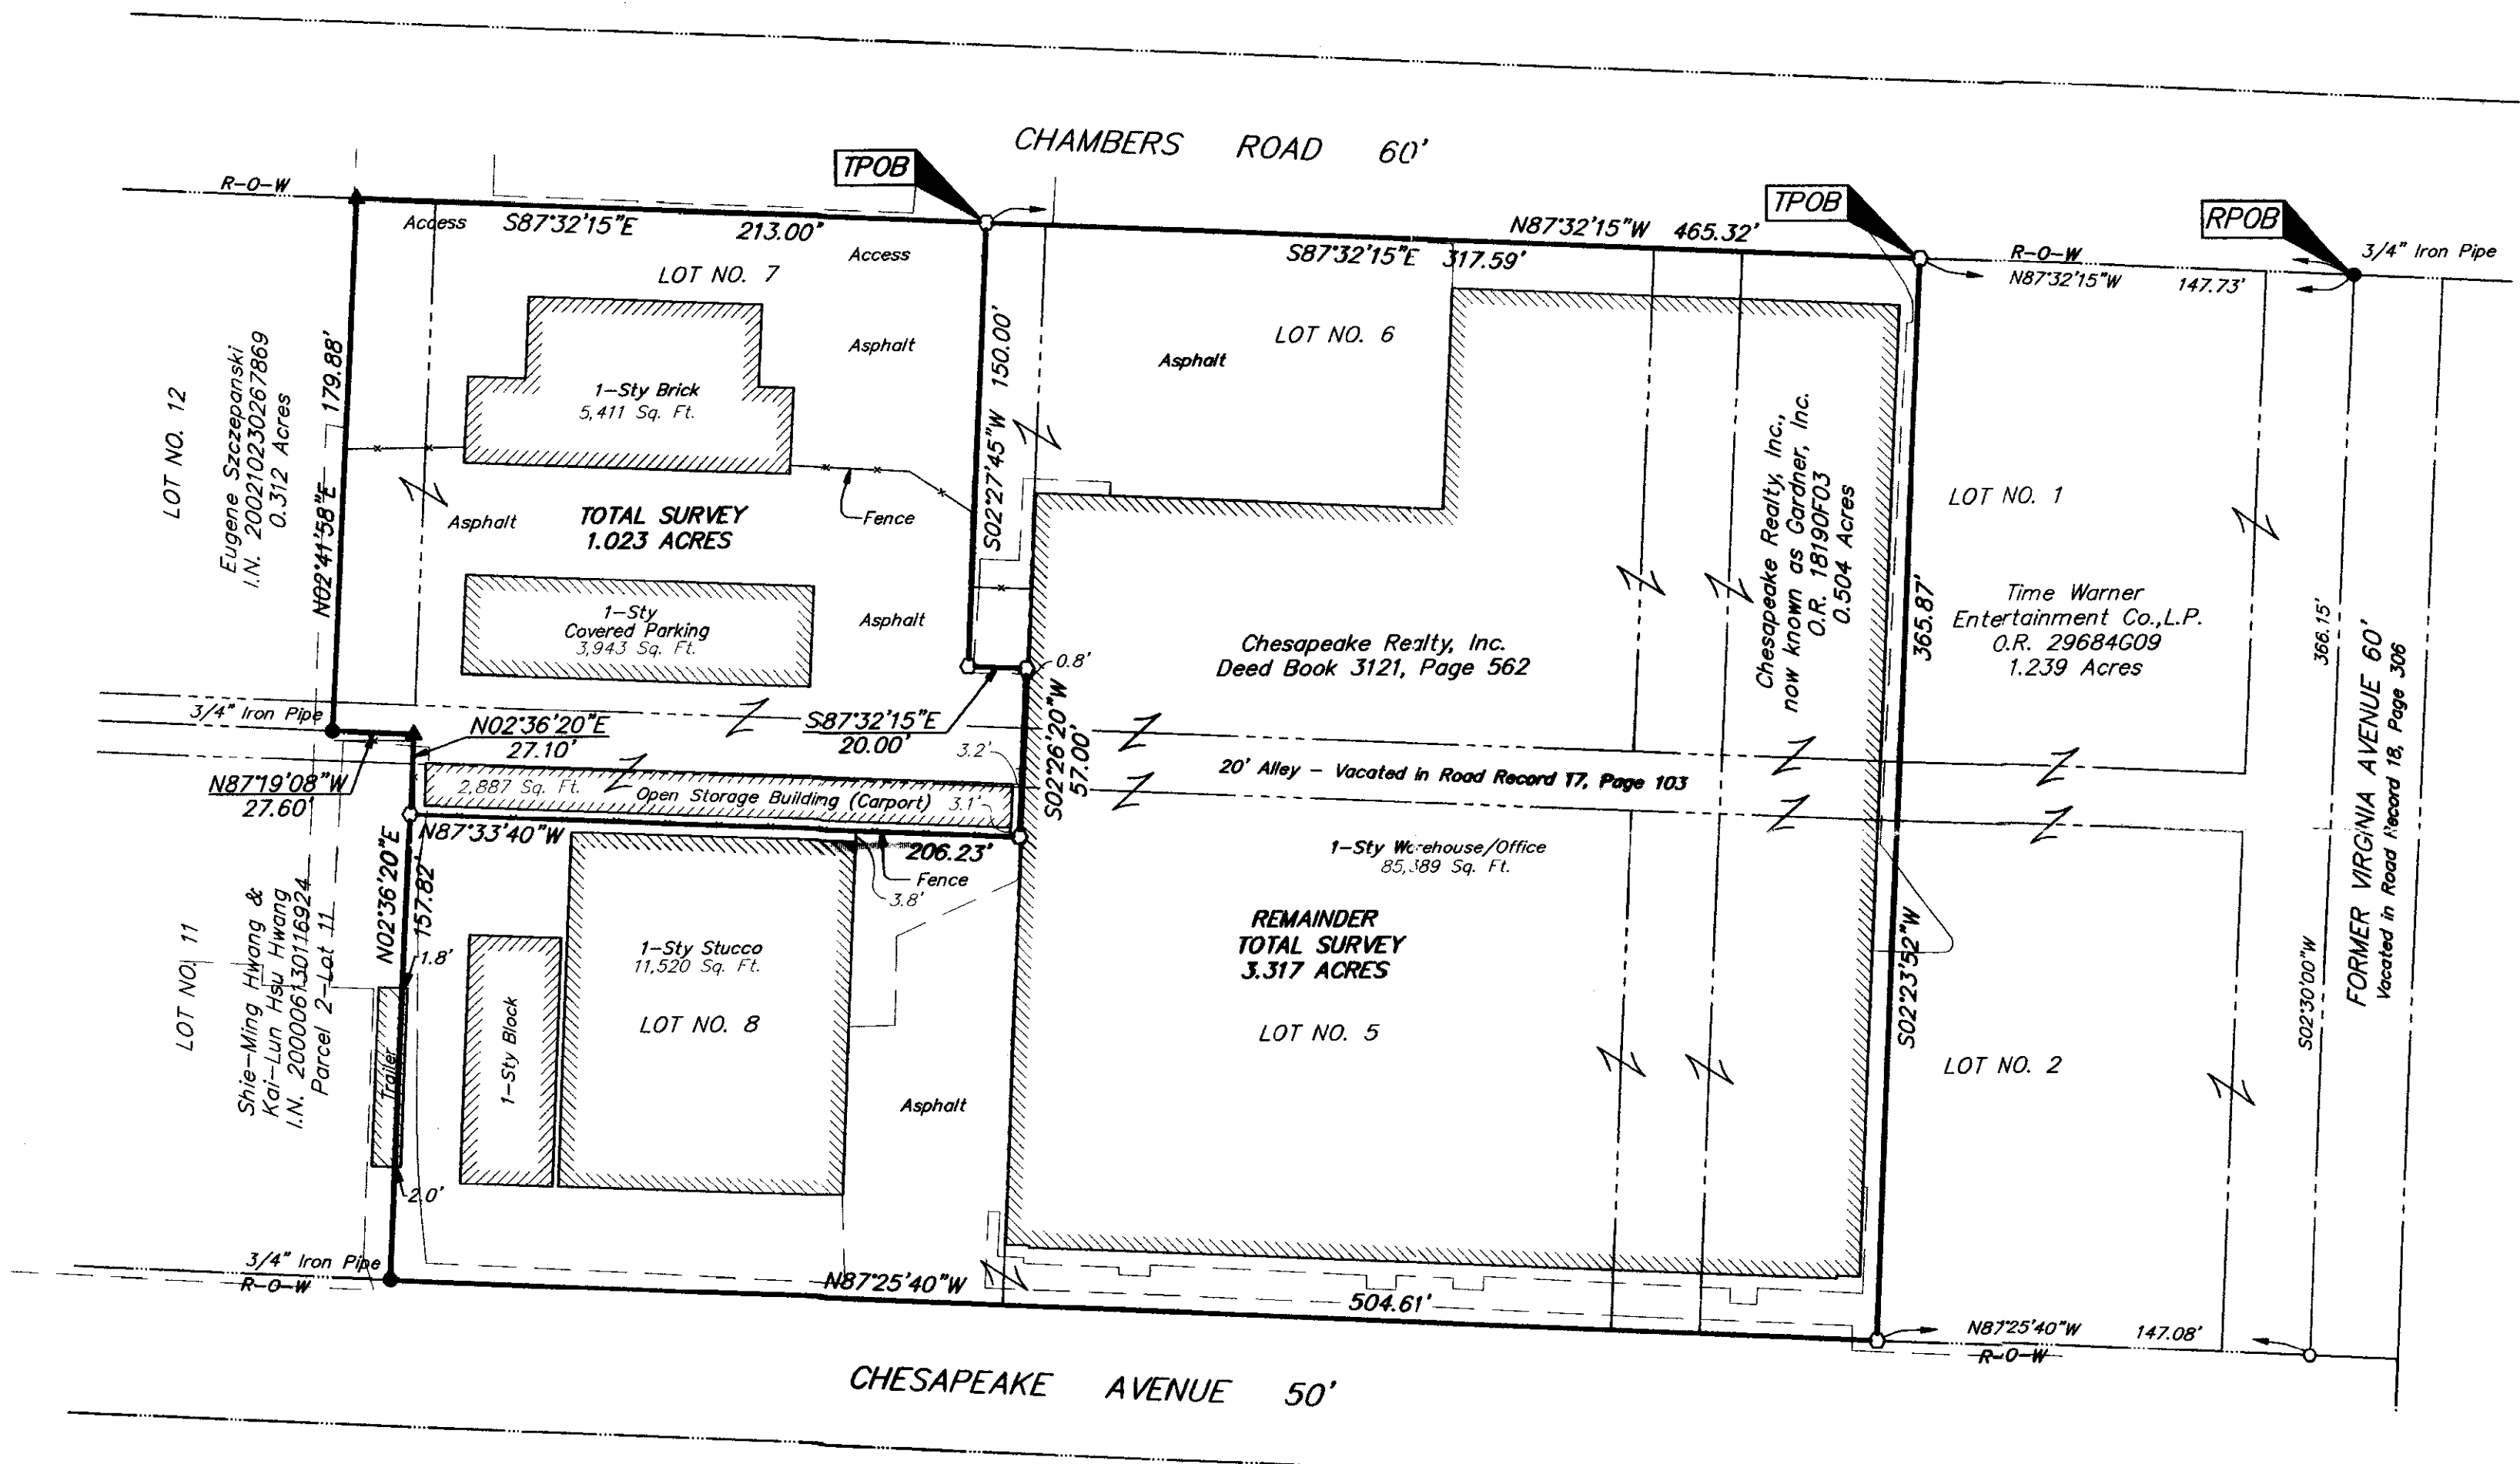 CHAMBERS ROAD 60'
TPOB
TPOB
RPOB
R-O-W
Access
S87°32'15"E 213.00'
Access
N87°32'15"W 465.32'
S87°32'15"E 317.59'
R-O-W
3/4" Iron Pipe
N87°32'15"W 147.73'
LOT NO. 7
LOT NO. 6
Asphalt
Asphalt
1-Sty Brick
5,411 Sq. Ft.
N02°41'58"E 179.88'
S02°27'45"W 150.00'
LOT NO. 12
Eugene Szczepanski
I.N. 200210230267869
0.312 Acres
Asphalt
TOTAL SURVEY
1.023 ACRES
Fence
1-Sty
Covered Parking
3,943 Sq. Ft.
Asphalt
Chesapeake Realty, Inc.
Deed Book 3121, Page 562
Chesapeake Realty, Inc.,
now known as Gardner, Inc.
O.R. 18190F03
0.504 Acres
LOT NO. 1
365.87'
Time Warner
Entertainment Co.,L.P.
O.R. 29684G09
1.239 Acres
366.15'
FORMER VIRGINIA AVENUE 60'
Vacated in Road Record 18, Page 306
0.8'
3/4" Iron Pipe
N02°36'20"E
27.10'
S87°32'15"E
20.00'
3.2'
S02°26'20"W
57.00'
N87°19'08"W
27.60'
2,887 Sq. Ft.
Open Storage Building (Carport)
3.1'
20' Alley - Vacated in Road Record 17, Page 103
N87°33'40"W
206.23'
Fence
3.8'
1-Sty Warehouse/Office
85,389 Sq. Ft.
N02°36'20"E
157.82'
1.8'
LOT NO. 11
Shie-Ming Hwang &
Kai-Lun Hsu Hwang
I.N. 200006130116924
Parcel 2-Lot 11
1-Sty Stucco
11,520 Sq. Ft.
LOT NO. 8
1-Sty Block
Trailer
2.0'
Asphalt
REMAINDER
TOTAL SURVEY
3.317 ACRES
LOT NO. 5
S02°23'52"W
S02°30'00"W
LOT NO. 2
3/4" Iron Pipe
R-O-W
N87°25'40"W
504.61'
N87°25'40"W 147.08'
R-O-W
CHESAPEAKE AVENUE 50'